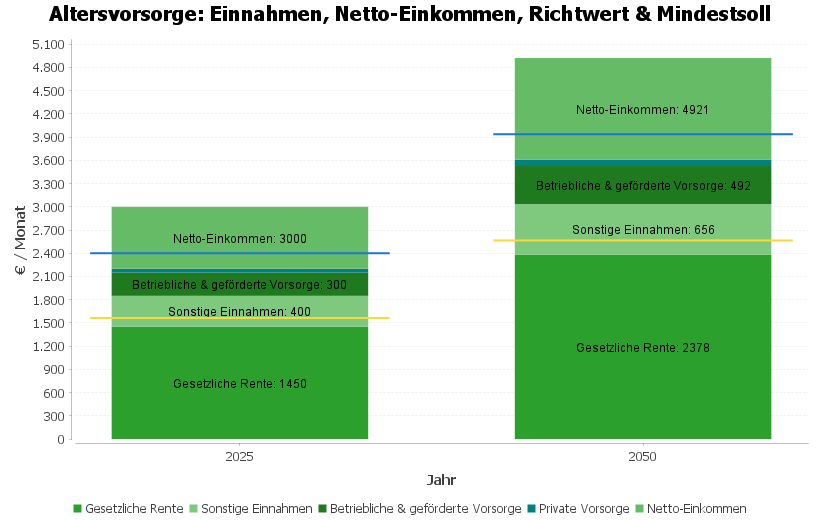 Altersvorsorge: Einnahmen, Netto-Einkommen, Richtwert & Mindestsoll
5.100
4.800
4.500
4.200
3.900
3.600
3.300
3.000
2.700
2.400
2.100
1.800
1.500
1.200
900
600
300
0
€ / Monat
Netto-Einkommen: 3000
Betriebliche & geförderte Vorsorge: 300
Sonstige Einnahmen: 400
Gesetzliche Rente: 1450
Netto-Einkommen: 4921
Betriebliche & geförderte Vorsorge: 492
Sonstige Einnahmen: 656
Gesetzliche Rente: 2378
2025
2050
Jahr
Gesetzliche Rente
Sonstige Einnahmen
Betriebliche & geförderte Vorsorge
Private Vorsorge
Netto-Einkommen